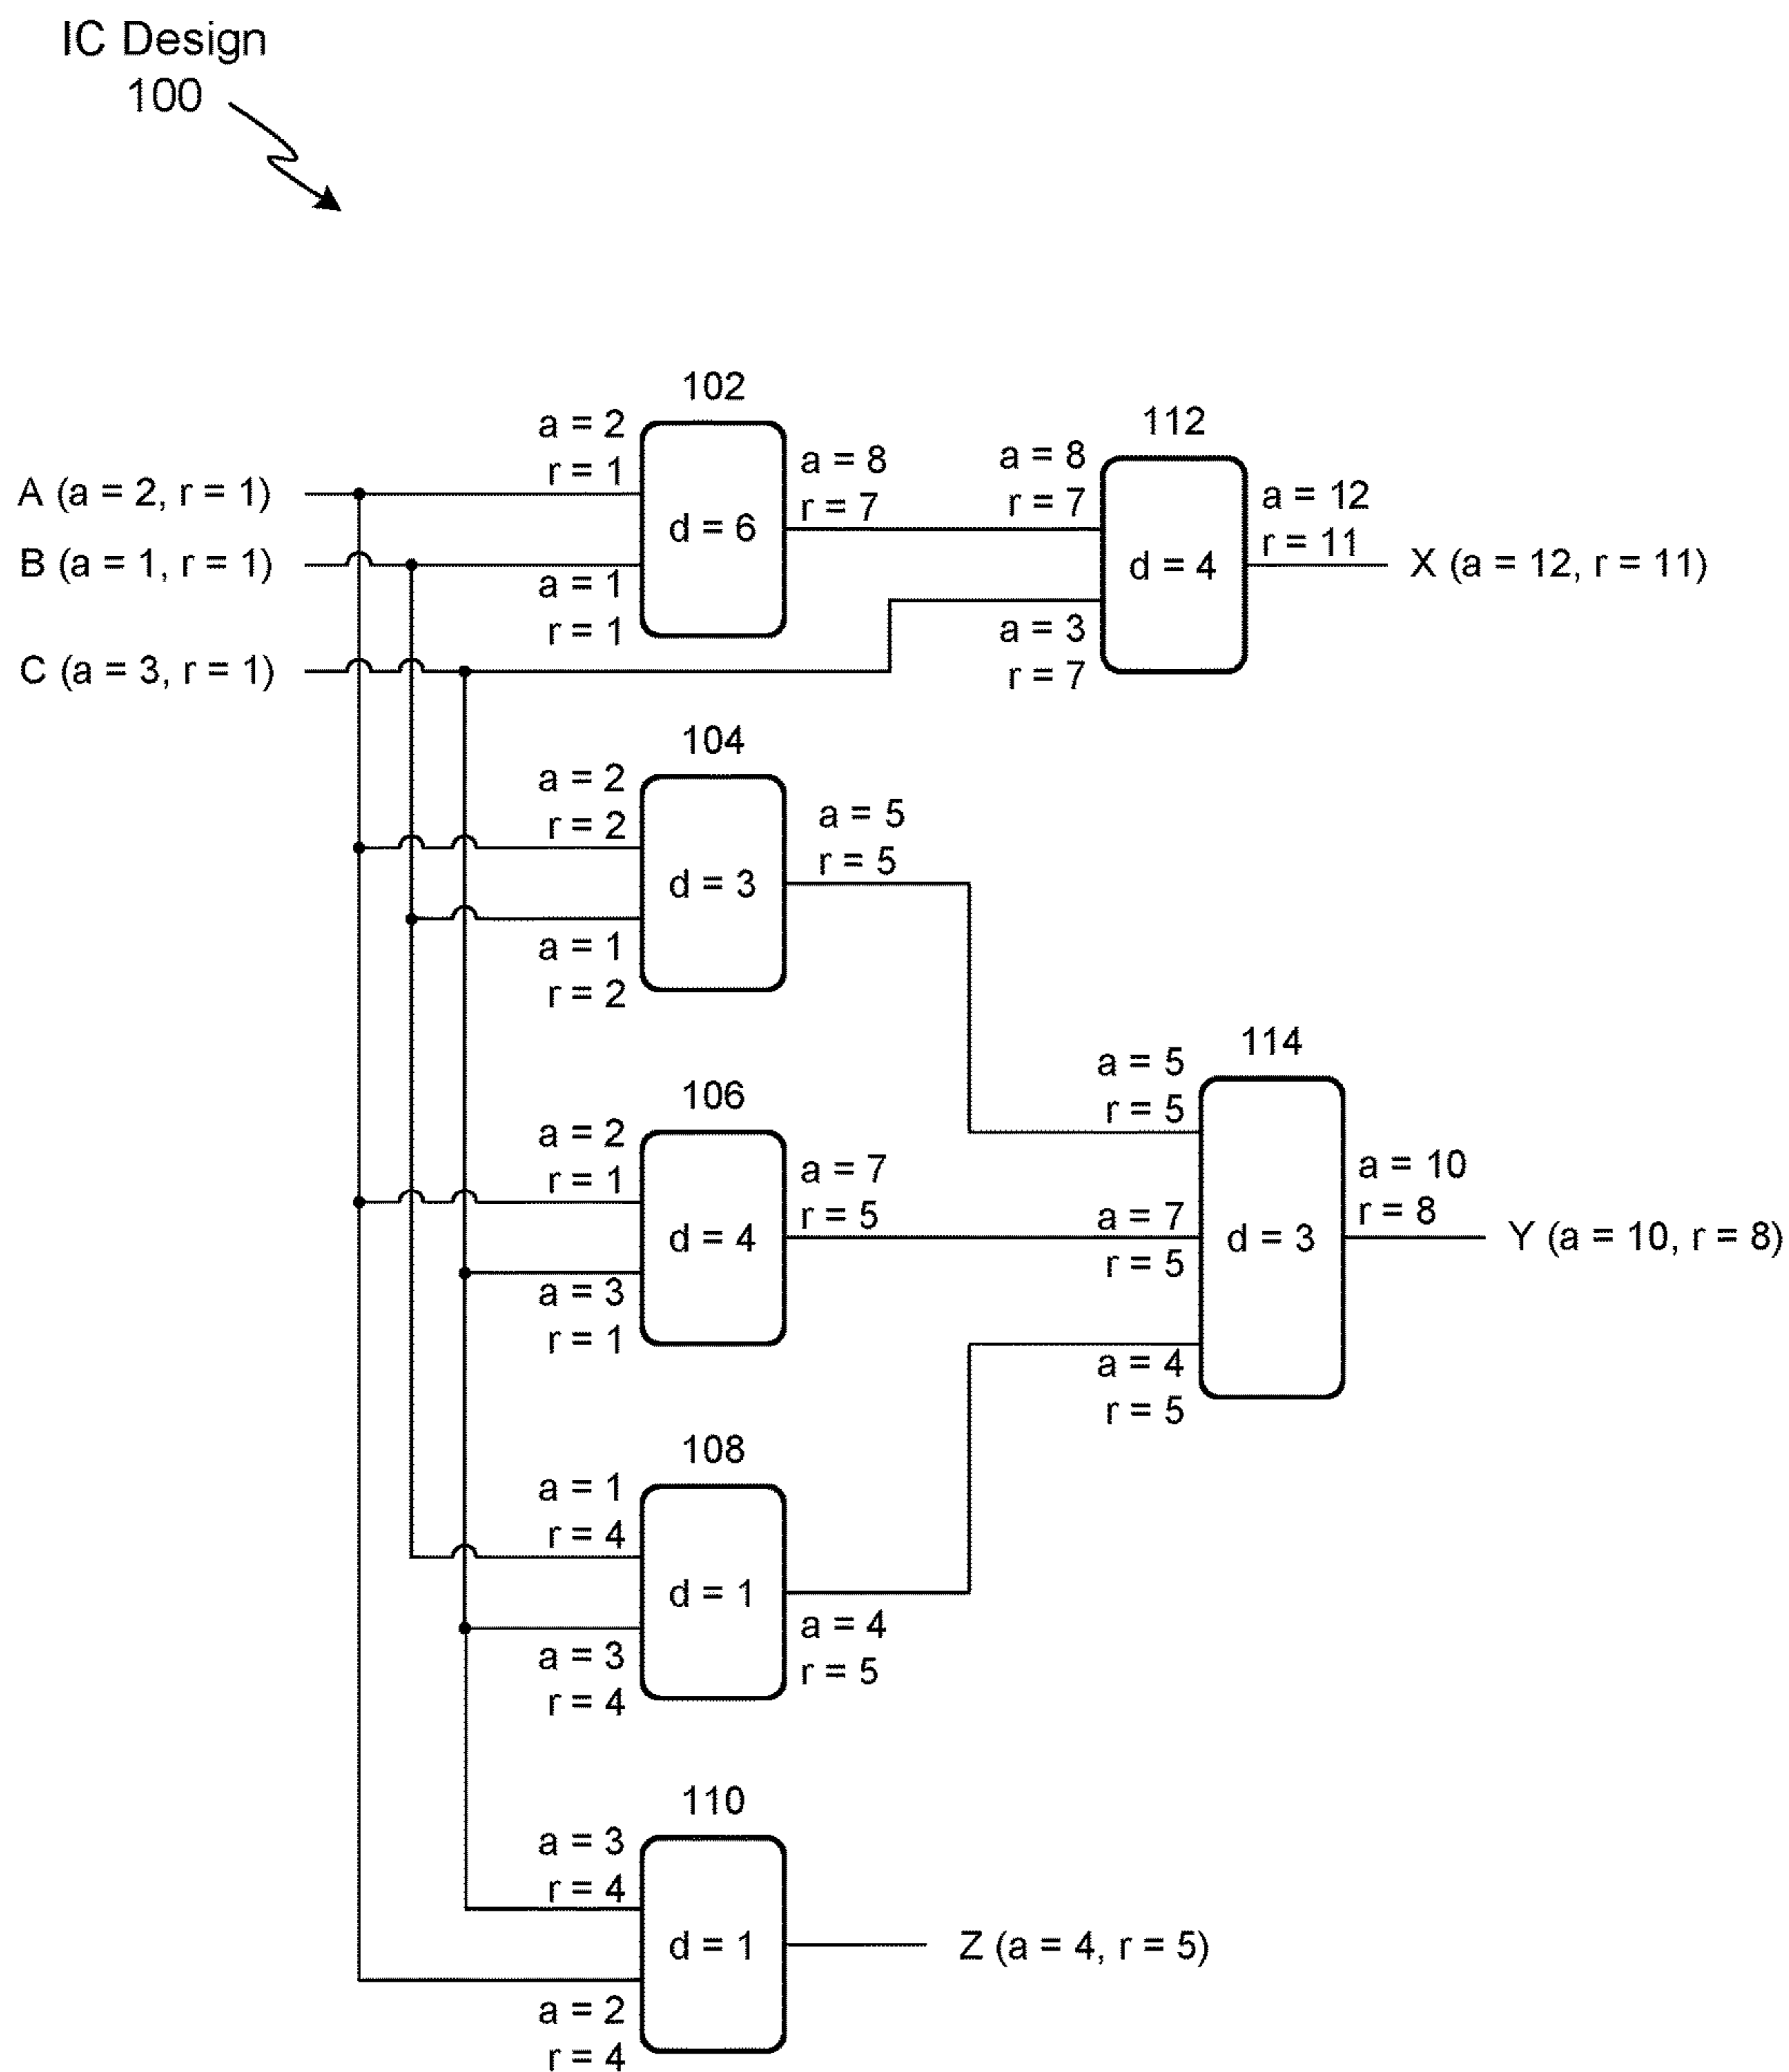 IC Design
100
102
a = 2
r = 1
a = 8
r = 7
d = 6
a = 1
r = 1
112
a = 8
r = 7
a = 12
r = 11
d = 4
a = 3
r = 7
A (a = 2, r = 1)
B (a = 1, r = 1)
C (a = 3, r = 1)
X (a = 12, r = 11)
104
a = 2
r = 2
a = 5
r = 5
d = 3
a = 1
r = 2
106
a = 2
r = 1
a = 7
r = 5
d = 4
a = 3
r = 1
114
a = 5
r = 5
a = 7
r = 5
d = 3
a = 10
r = 8
Y (a = 10, r = 8)
a = 4
r = 5
108
a = 1
r = 4
d = 1
a = 4
r = 5
a = 3
r = 4
110
a = 3
r = 4
d = 1
Z (a = 4, r = 5)
a = 2
r = 4